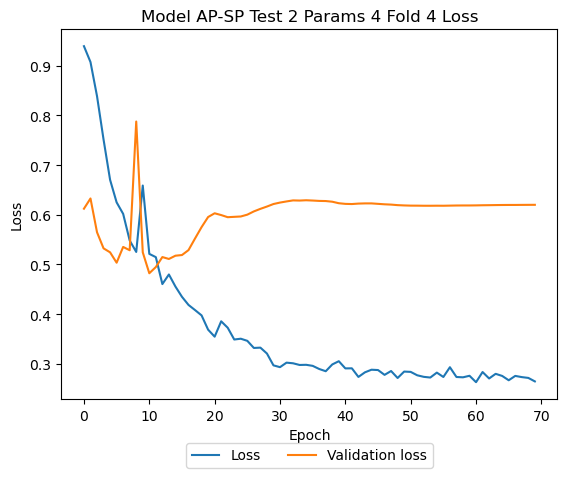 Model AP-SP Test 2 Params 4 Fold 4 Loss
Loss
0.9
0.8
0.7
0.6
0.5
0.4
0.3
0 10 20 30 40 50 60 70
Epoch
Loss Validation loss